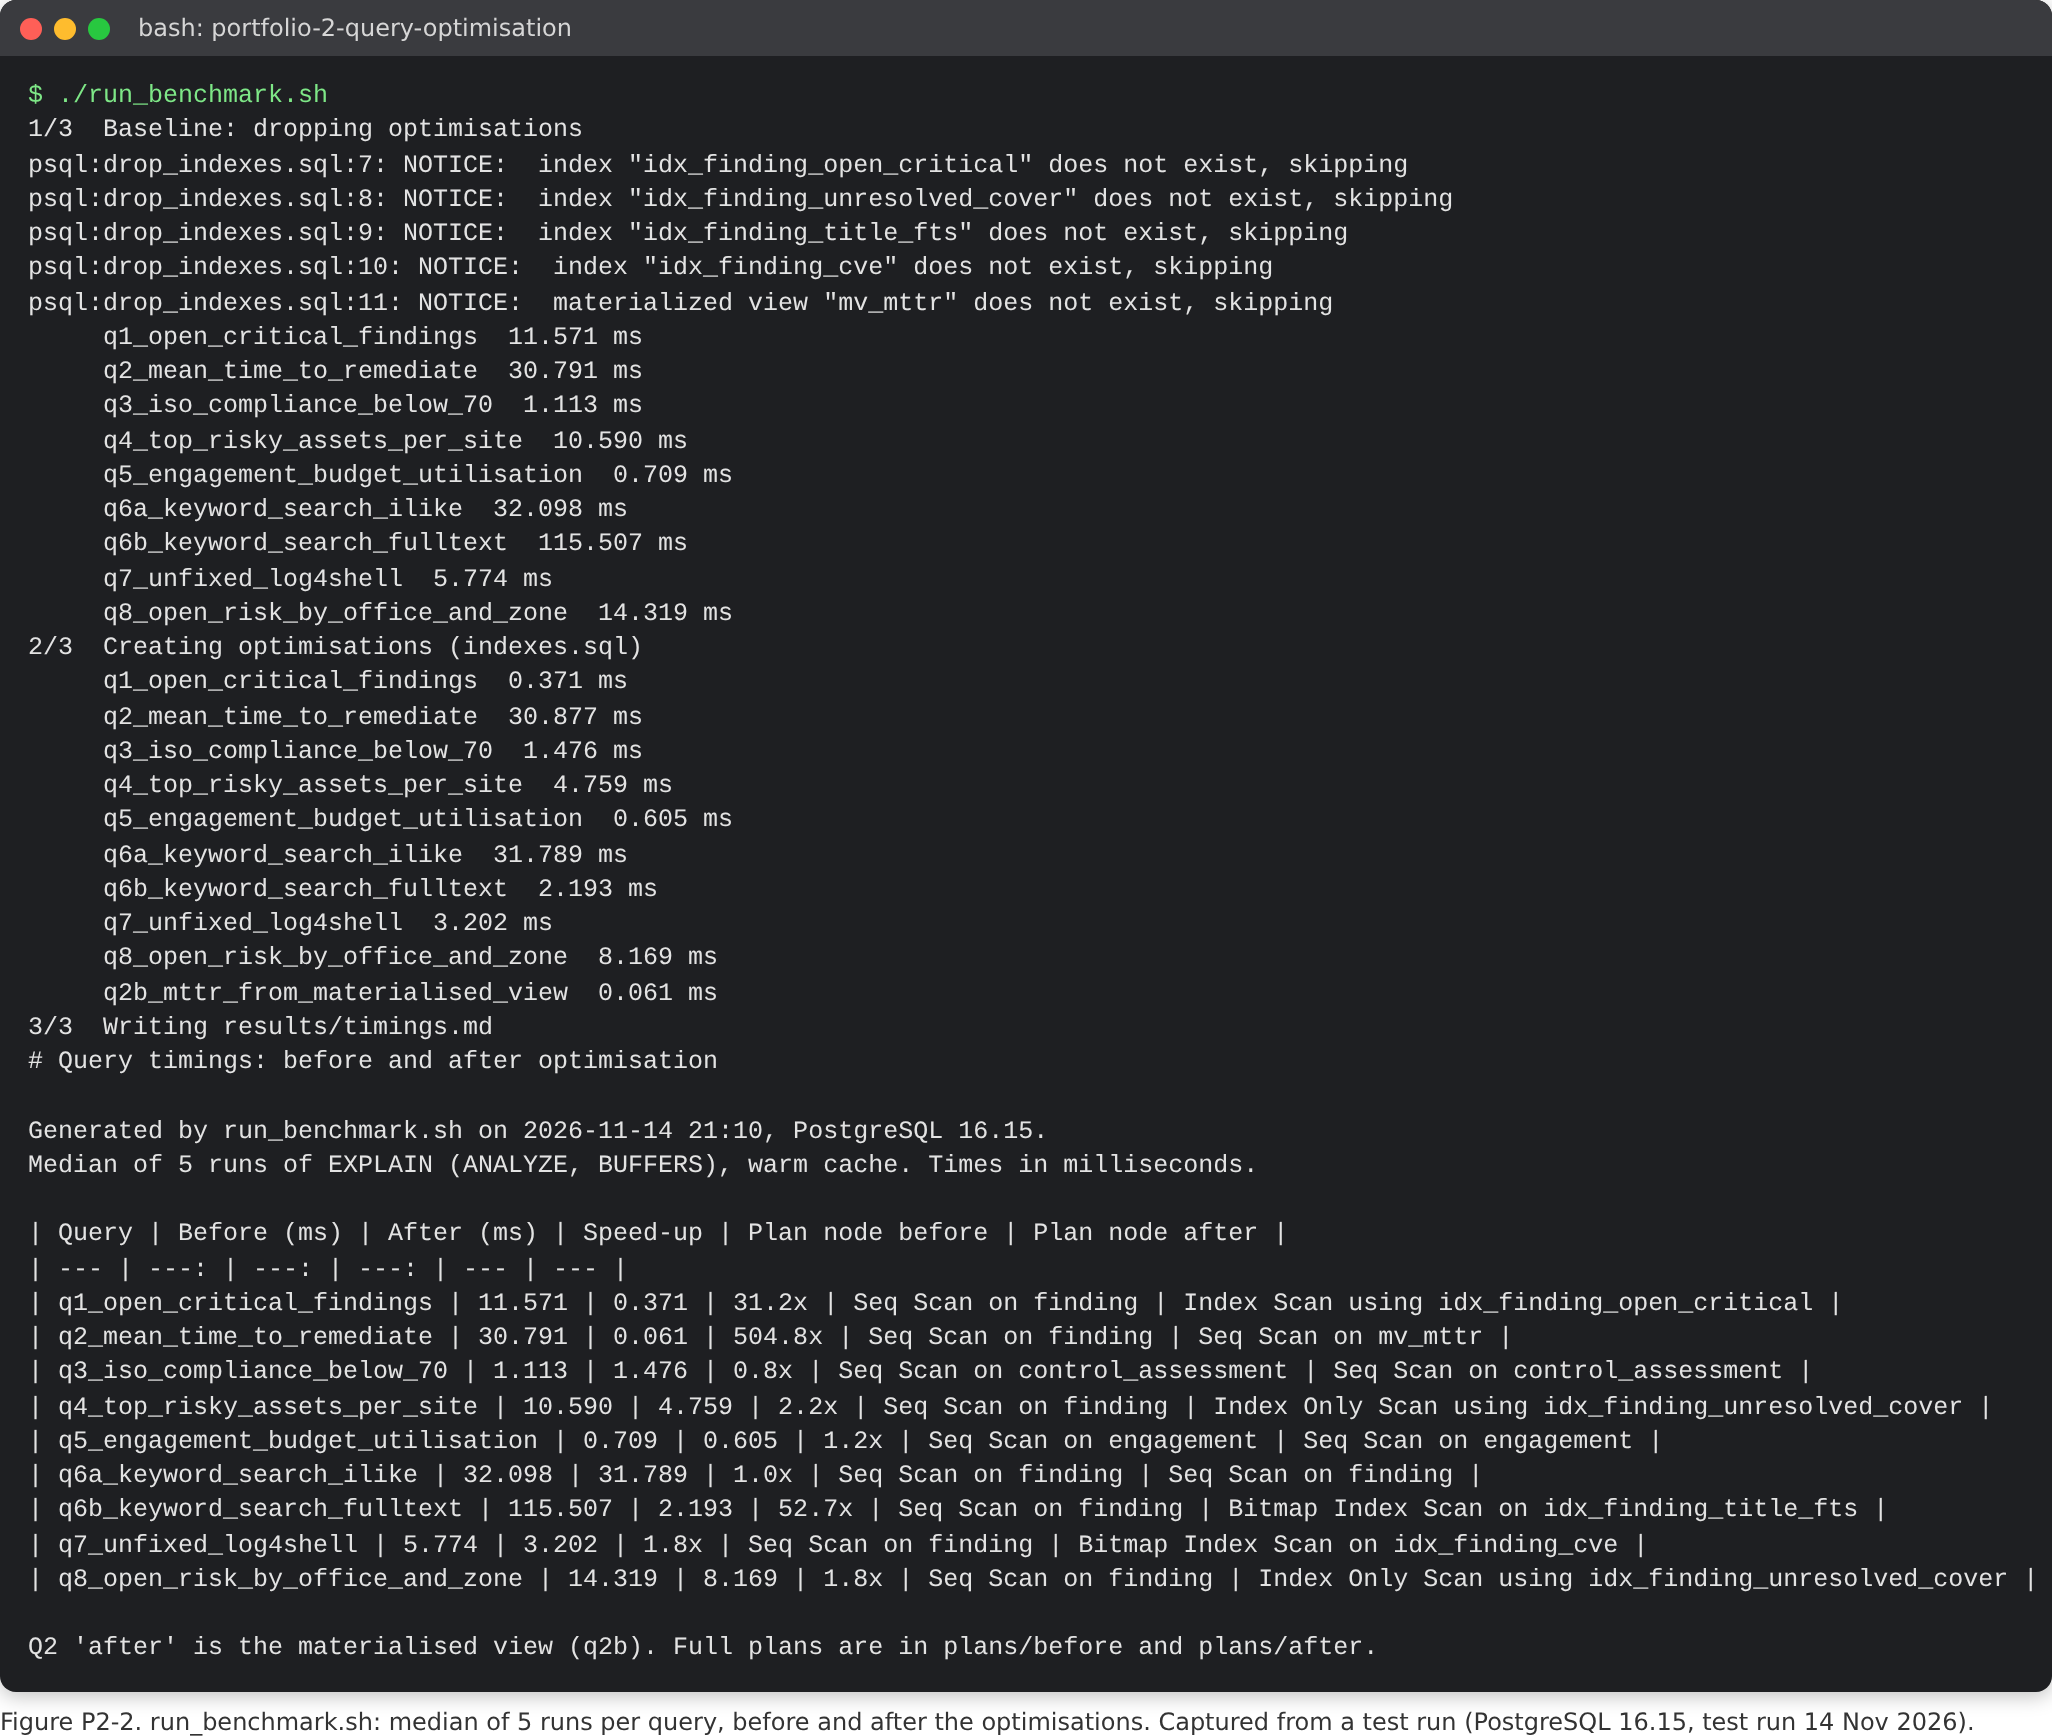 bash: portfolio-2-query-optimisation
$ ./run_benchmark.sh
1/3  Baseline: dropping optimisations
psql:drop_indexes.sql:7: NOTICE:  index "idx_finding_open_critical" does not exist, skipping
psql:drop_indexes.sql:8: NOTICE:  index "idx_finding_unresolved_cover" does not exist, skipping
psql:drop_indexes.sql:9: NOTICE:  index "idx_finding_title_fts" does not exist, skipping
psql:drop_indexes.sql:10: NOTICE:  index "idx_finding_cve" does not exist, skipping
psql:drop_indexes.sql:11: NOTICE:  materialized view "mv_mttr" does not exist, skipping
     q1_open_critical_findings  11.571 ms
     q2_mean_time_to_remediate  30.791 ms
     q3_iso_compliance_below_70  1.113 ms
     q4_top_risky_assets_per_site  10.590 ms
     q5_engagement_budget_utilisation  0.709 ms
     q6a_keyword_search_ilike  32.098 ms
     q6b_keyword_search_fulltext  115.507 ms
     q7_unfixed_log4shell  5.774 ms
     q8_open_risk_by_office_and_zone  14.319 ms
2/3  Creating optimisations (indexes.sql)
     q1_open_critical_findings  0.371 ms
     q2_mean_time_to_remediate  30.877 ms
     q3_iso_compliance_below_70  1.476 ms
     q4_top_risky_assets_per_site  4.759 ms
     q5_engagement_budget_utilisation  0.605 ms
     q6a_keyword_search_ilike  31.789 ms
     q6b_keyword_search_fulltext  2.193 ms
     q7_unfixed_log4shell  3.202 ms
     q8_open_risk_by_office_and_zone  8.169 ms
     q2b_mttr_from_materialised_view  0.061 ms
3/3  Writing results/timings.md
# Query timings: before and after optimisation
Generated by run_benchmark.sh on 2026-11-14 21:10, PostgreSQL 16.15.
Median of 5 runs of EXPLAIN (ANALYZE, BUFFERS), warm cache. Times in milliseconds.
| Query | Before (ms) | After (ms) | Speed-up | Plan node before | Plan node after |
| --- | ---: | ---: | ---: | --- | --- |
| q1_open_critical_findings | 11.571 | 0.371 | 31.2x | Seq Scan on finding | Index Scan using idx_finding_open_critical |
| q2_mean_time_to_remediate | 30.791 | 0.061 | 504.8x | Seq Scan on finding | Seq Scan on mv_mttr |
| q3_iso_compliance_below_70 | 1.113 | 1.476 | 0.8x | Seq Scan on control_assessment | Seq Scan on control_assessment |
| q4_top_risky_assets_per_site | 10.590 | 4.759 | 2.2x | Seq Scan on finding | Index Only Scan using idx_finding_unresolved_cover |
| q5_engagement_budget_utilisation | 0.709 | 0.605 | 1.2x | Seq Scan on engagement | Seq Scan on engagement |
| q6a_keyword_search_ilike | 32.098 | 31.789 | 1.0x | Seq Scan on finding | Seq Scan on finding |
| q6b_keyword_search_fulltext | 115.507 | 2.193 | 52.7x | Seq Scan on finding | Bitmap Index Scan on idx_finding_title_fts |
| q7_unfixed_log4shell | 5.774 | 3.202 | 1.8x | Seq Scan on finding | Bitmap Index Scan on idx_finding_cve |
| q8_open_risk_by_office_and_zone | 14.319 | 8.169 | 1.8x | Seq Scan on finding | Index Only Scan using idx_finding_unresolved_cover |
Q2 'after' is the materialised view (q2b). Full plans are in plans/before and plans/after.
Figure P2-2. run_benchmark.sh: median of 5 runs per query, before and after the optimisations. Captured from a test run (PostgreSQL 16.15, test run 14 Nov 2026).